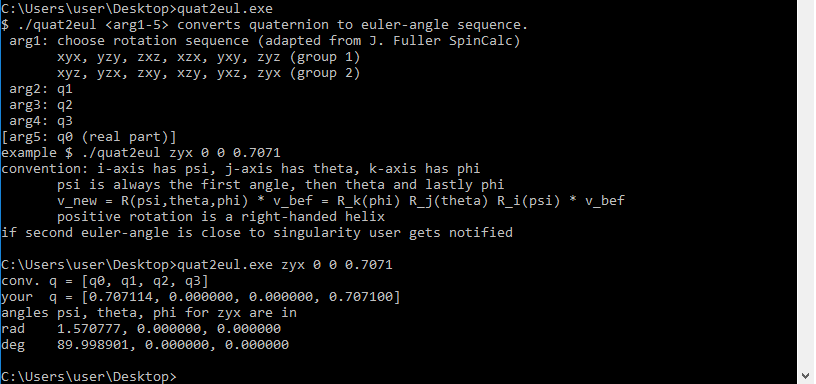 C:\Users\user\Desktop>quat2eul.exe
$ ./quat2eul <arg1-5> converts quaternion to euler-angle sequence.
 arg1: choose rotation sequence (adapted from J. Fuller SpinCalc)
       xyx, yzy, zxz, xzx, yxy, zyz (group 1)
       xyz, yzx, zxy, xzy, yxz, zyx (group 2)
 arg2: q1
 arg3: q2
 arg4: q3
[arg5: q0 (real part)]
example $ ./quat2eul zyx 0 0 0.7071
convention: i-axis has psi, j-axis has theta, k-axis has phi
       psi is always the first angle, then theta and lastly phi
       v_new = R(psi,theta,phi) * v_bef = R_k(phi) R_j(theta) R_i(psi) * v_bef
       positive rotation is a right-handed helix
if second euler-angle is close to singularity user gets notified
C:\Users\user\Desktop>quat2eul.exe zyx 0 0 0.7071
conv. q = [q0, q1, q2, q3]
your  q = [0.707114, 0.000000, 0.000000, 0.707100]
angles psi, theta, phi for zyx are in
rad    1.570777, 0.000000, 0.000000
deg    89.998901, 0.000000, 0.000000
C:\Users\user\Desktop>